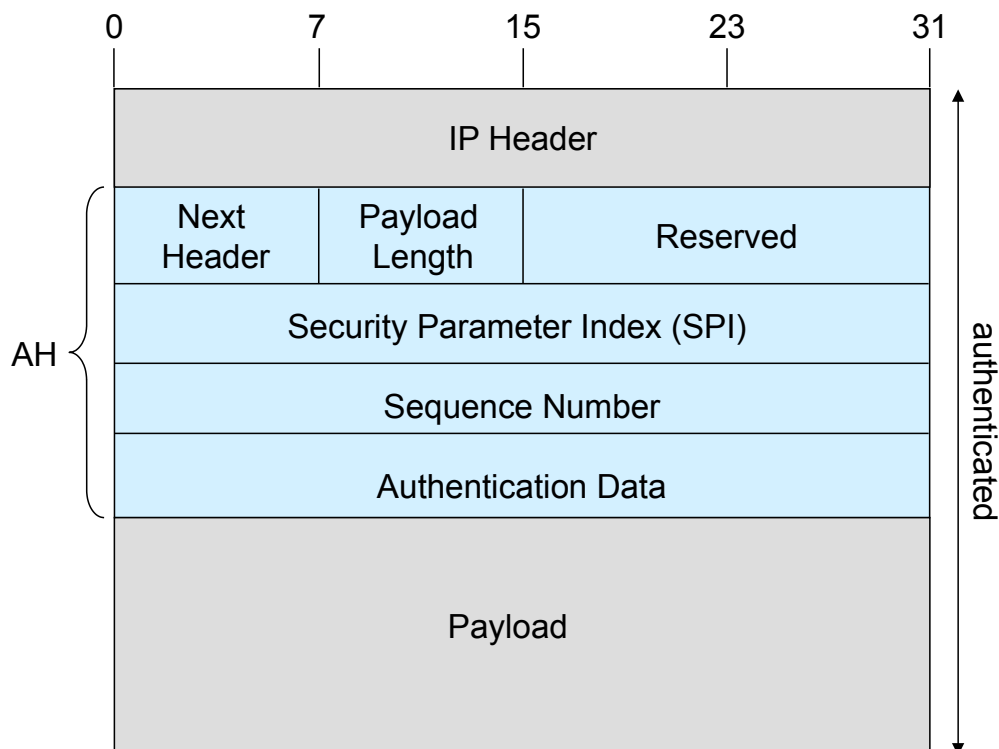 0 7 15 23 31
IP Header
Next
Header
Payload
Length
Reserved
Security Parameter Index (SPI)
AH
Sequence Number
Authentication Data
authenticated
Payload